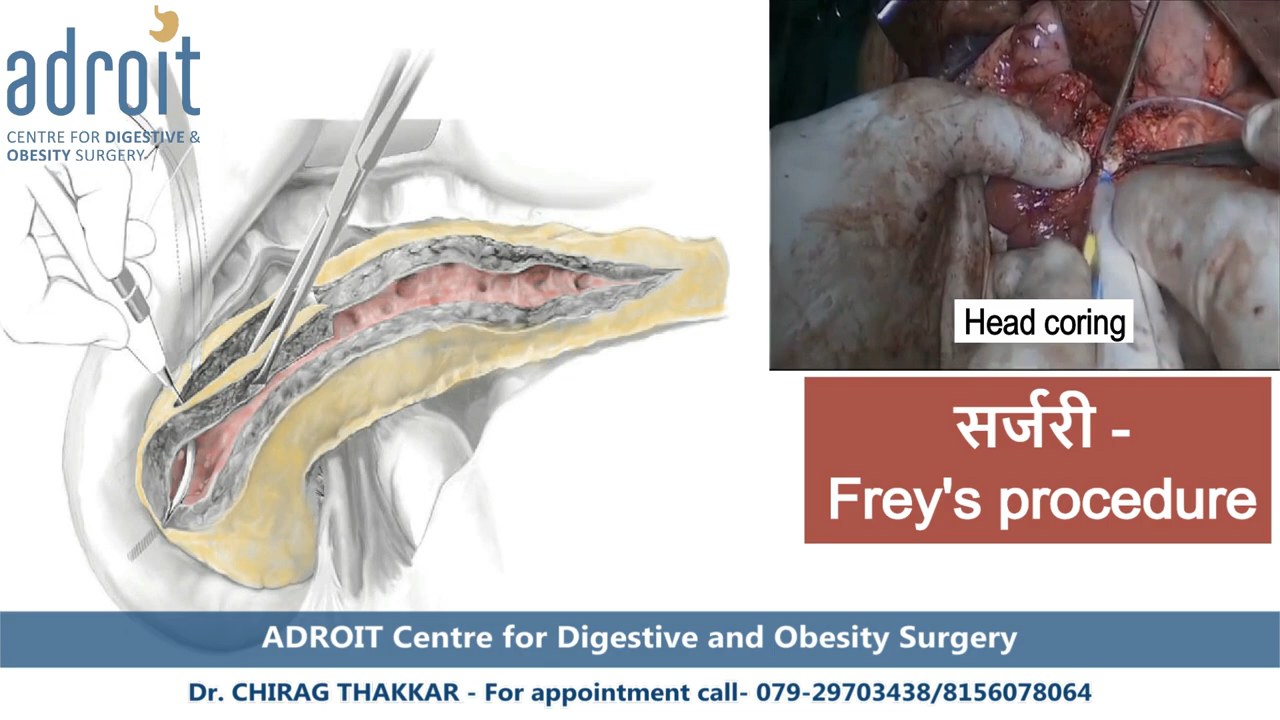 adroit
CENTRE FOR DIGESTIVE &
OBESITY SURGERY
Head coring
सर्जरी -
Frey's procedure
ADROIT Centre for Digestive and Obesity Surgery
Dr. CHIRAG THAKKAR - For appointment call- 079-29703438/8156078064